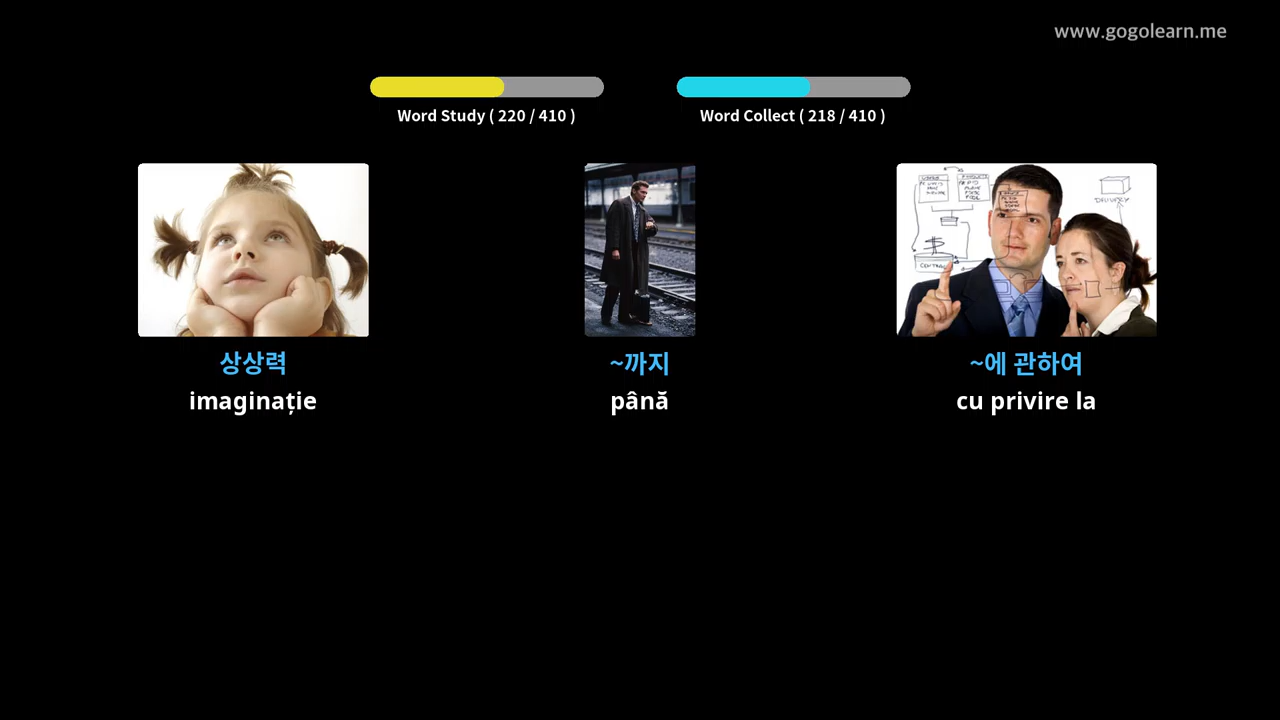 www.gogolearn.me
Word Study ( 220 / 410 )
Word Collect ( 218 / 410 )
DELIVERY
$
상상력
~까지
~에 관하여
imaginație
până
cu privire la